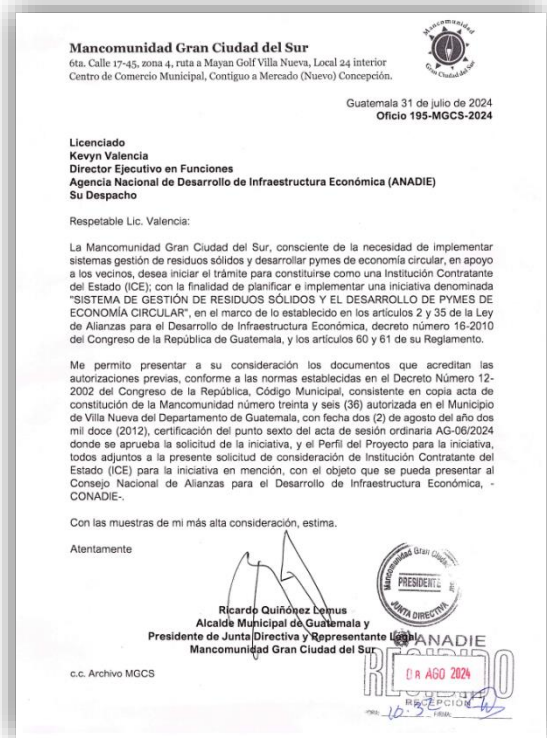 Mancomunidad Gran Ciudad del Sur
6ta. Calle 17-45, zona 4, ruta a Mayan Golf Villa Nueva, Local 24 interior
Centro de Comercio Municipal, Contiguo a Mercado (Nuevo) Concepción.
Mancomunidad
Gran Ciudad del Sur
Guatemala 31 de julio de 2024
Oficio 195-MGCS-2024
Licenciado
Kevyn Valencia
Director Ejecutivo en Funciones
Agencia Nacional de Desarrollo de Infraestructura Económica (ANADIE)
Su Despacho
Respetable Lic. Valencia:
La Mancomunidad Gran Ciudad del Sur, consciente de la necesidad de implementar
sistemas gestión de residuos sólidos y desarrollar pymes de economía circular, en apoyo
a los vecinos, desea iniciar el trámite para constituirse como una Institución Contratante
del Estado (ICE); con la finalidad de planificar e implementar una iniciativa denominada
"SISTEMA DE GESTIÓN DE RESIDUOS SÓLIDOS Y EL DESARROLLO DE PYMES DE
ECONOMÍA CIRCULAR", en el marco de lo establecido en los artículos 2 y 35 de la Ley
de Alianzas para el Desarrollo de Infraestructura Económica, decreto número 16-2010
del Congreso de la República de Guatemala, y los artículos 60 y 61 de su Reglamento.
Me permito presentar a su consideración los documentos que acreditan las
autorizaciones previas, conforme a las normas establecidas en el Decreto Número 12-
2002 del Congreso de la República, Código Municipal, consistente en copia acta de
constitución de la Mancomunidad número treinta y seis (36) autorizada en el Municipio
de Villa Nueva del Departamento de Guatemala, con fecha dos (2) de agosto del año dos
mil doce (2012), certificación del punto sexto del acta de sesión ordinaria AG-06/2024
donde se aprueba la solicitud de la iniciativa, y el Perfil del Proyecto para la iniciativa,
todos adjuntos a la presente solicitud de consideración de Institución Contratante del
Estado (ICE) para la iniciativa en mención, con el objeto que se pueda presentar al
Consejo Nacional de Alianzas para el Desarrollo de Infraestructura Económica, -
CONADIE-.
Con las muestras de mi más alta consideración, estima.
Atentamente
Mancomunidad Gran Ciudad
PRESIDENTE
JUNTA DIRECTIVA
Ricardo Quiñónez Lemus
Alcalde Municipal de Guatemala y
Presidente de Junta Directiva y Representante Legal
Mancomunidad Gran Ciudad del Sur
ANADIE
RECIBIDO
08 AGO 2024
RECEPCIÓN
10:32 FIRMA:
c.c. Archivo MGCS